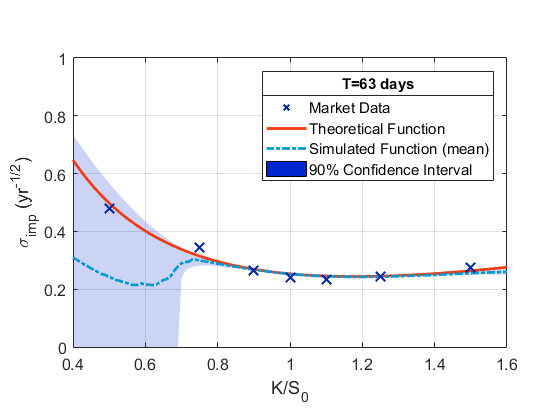 T=63 days
Market Data
Theoretical Function
Simulated Function (mean)
90% Confidence Interval
1
0.8
0.6
0.4
0.2
0
σ_imp (yr^-1/2)
0.4 0.6 0.8 1 1.2 1.4 1.6
K/S_0